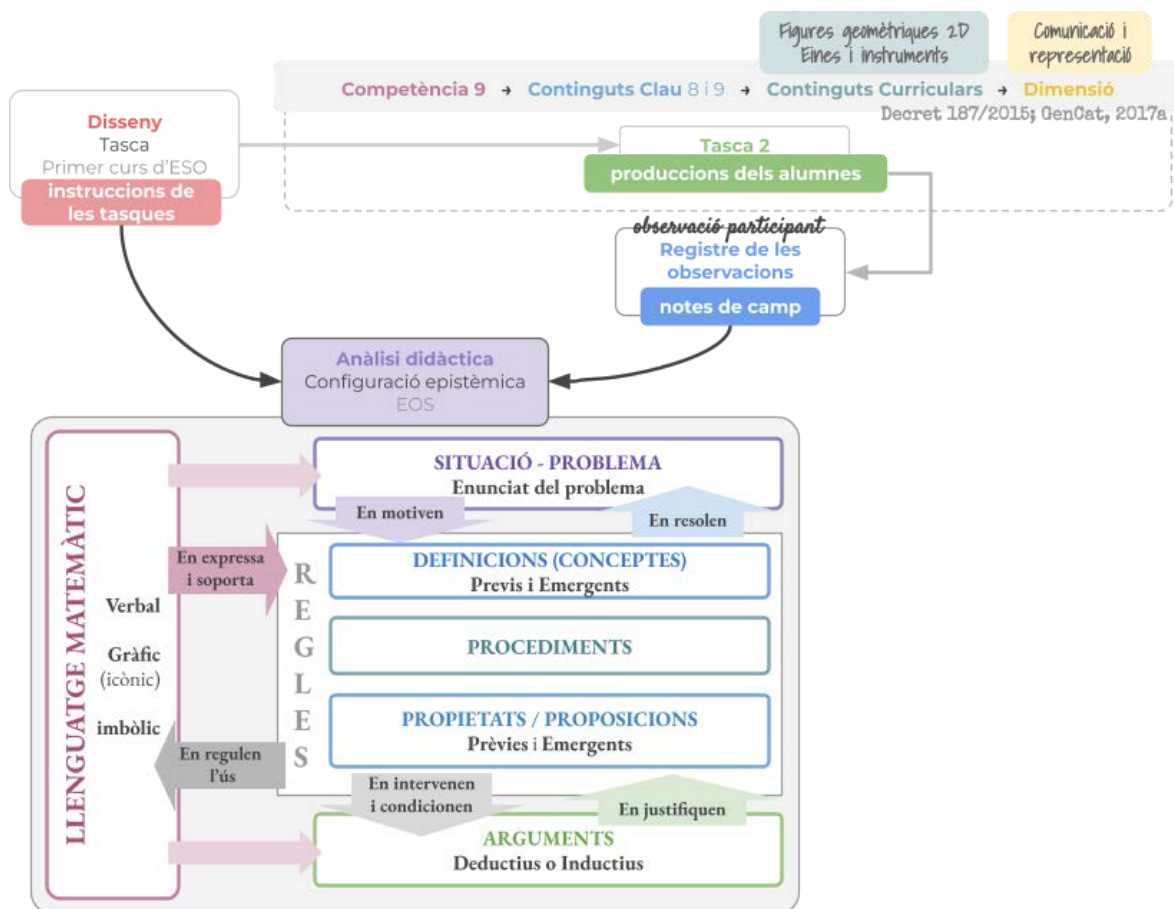 Figures geomètriques 2D
Eines i instruments
Comunicació i
representació
Competència 9 → Continguts Clau 8 i 9 → Continguts Curriculars → Dimensió
Decret 187/2015; GenCat, 2017a
Disseny
Tasca
Primer curs d'ESO
instruccions de
les tasques
Tasca 2
produccions dels alumnes
observació participant
Registre de les
observacions
notes de camp
Anàlisi didàctica
Configuració epistèmica
EOS
LLENGUATGE MATEMÀTIC
Verbal
Gràfic
(icònic)
imbòlic
SITUACIÓ - PROBLEMA
Enunciat del problema
En motiven
En resolen
En expressa
i soporta
REGLES
DEFINICIONS (CONCEPTES)
Previs i Emergents
PROCEDIMENTS
PROPIETATS / PROPOSICIONS
Prèvies i Emergents
En regulen
l'ús
En intervenen
i condicionen
En justifiquen
ARGUMENTS
Deductius o Inductius